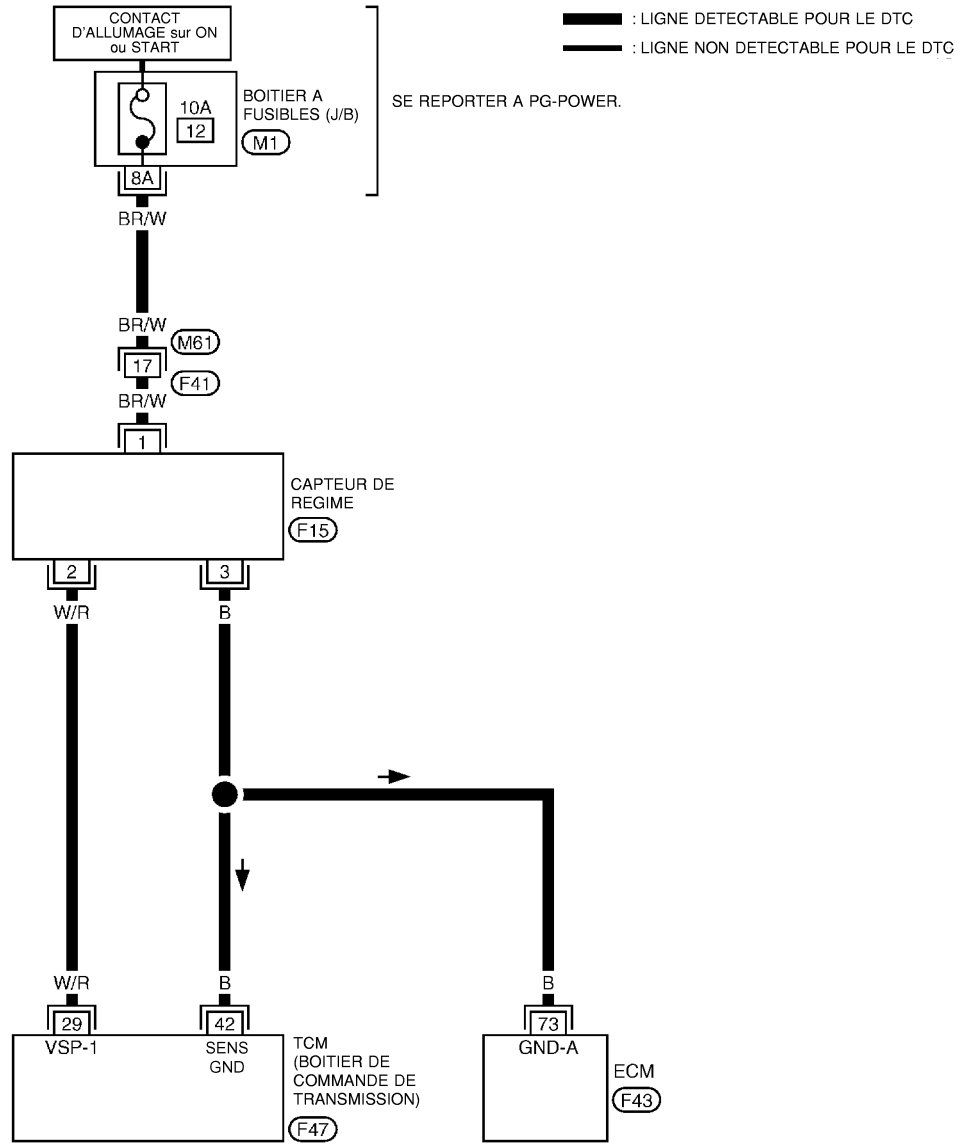 CONTACT
D'ALLUMAGE sur ON
ou START
: LIGNE DETECTABLE POUR LE DTC
: LIGNE NON DETECTABLE POUR LE DTC
10A
12
BOITIER A
FUSIBLES (J/B)
M1
SE REPORTER A PG-POWER.
8A
BR/W
BR/W
M61
17
F41
BR/W
1
CAPTEUR DE
REGIME
F15
2
3
W/R
B
W/R
B
B
29
42
73
VSP-1
SENS
GND
TCM
(BOITIER DE
COMMANDE DE
TRANSMISSION)
F47
GND-A
ECM
F43